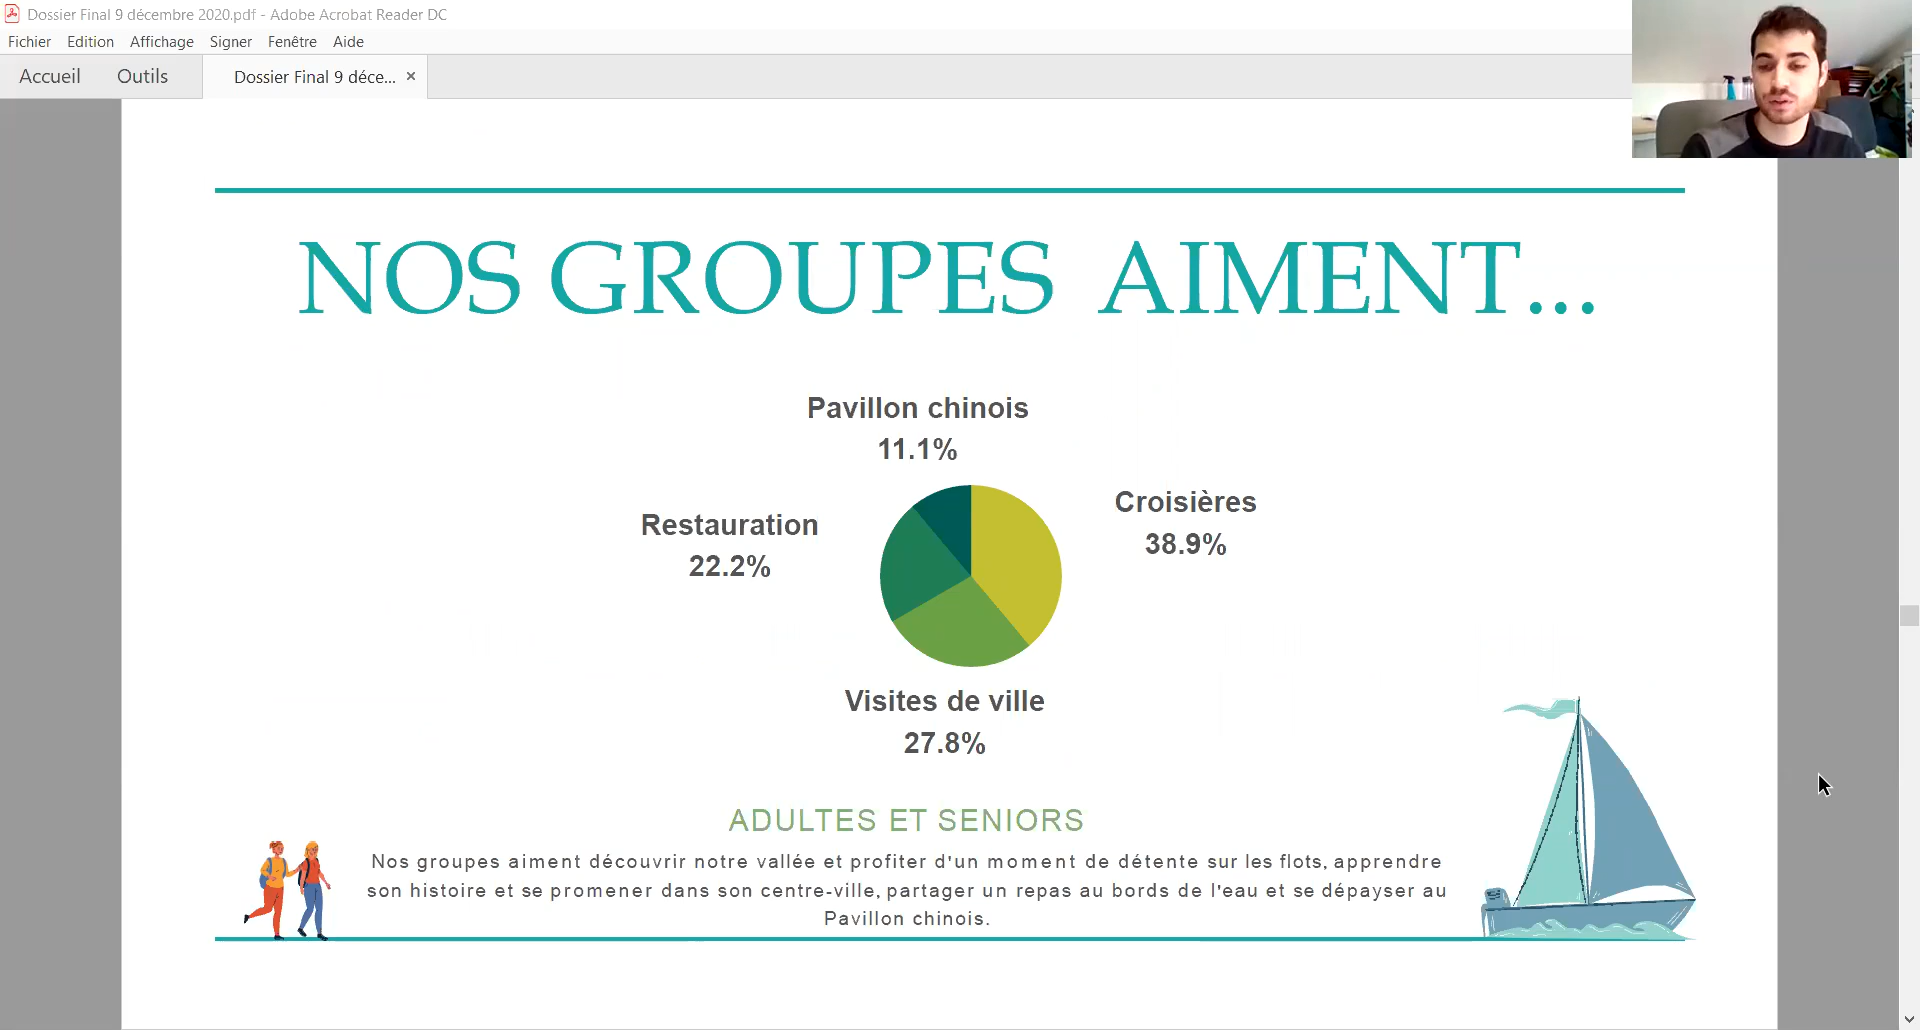 Dossier Final 9 décembre 2020.pdf - Adobe Acrobat Reader DC
Fichier Edition Affichage Signer Fenêtre Aide
Accueil Outils Dossier Final 9 déce... ×
NOS GROUPES AIMENT...
Pavillon chinois
11.1%
Croisières
38.9%
Restauration
22.2%
Visites de ville
27.8%
ADULTES ET SENIORS
Nos groupes aiment découvrir notre vallée et profiter d'un moment de détente sur les flots, apprendre
son histoire et se promener dans son centre-ville, partager un repas au bords de l'eau et se dépayser au
Pavillon chinois.